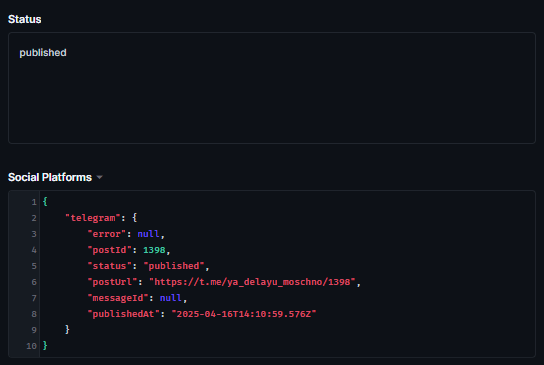 Status
published
Social Platforms
1 {
2 "telegram": {
3 "error": null,
4 "postId": 1398,
5 "status": "published",
6 "postUrl": "https://t.me/ya_delayu_moschno/1398",
7 "messageId": null,
8 "publishedAt": "2025-04-16T14:10:59.576Z"
9 }
10 }